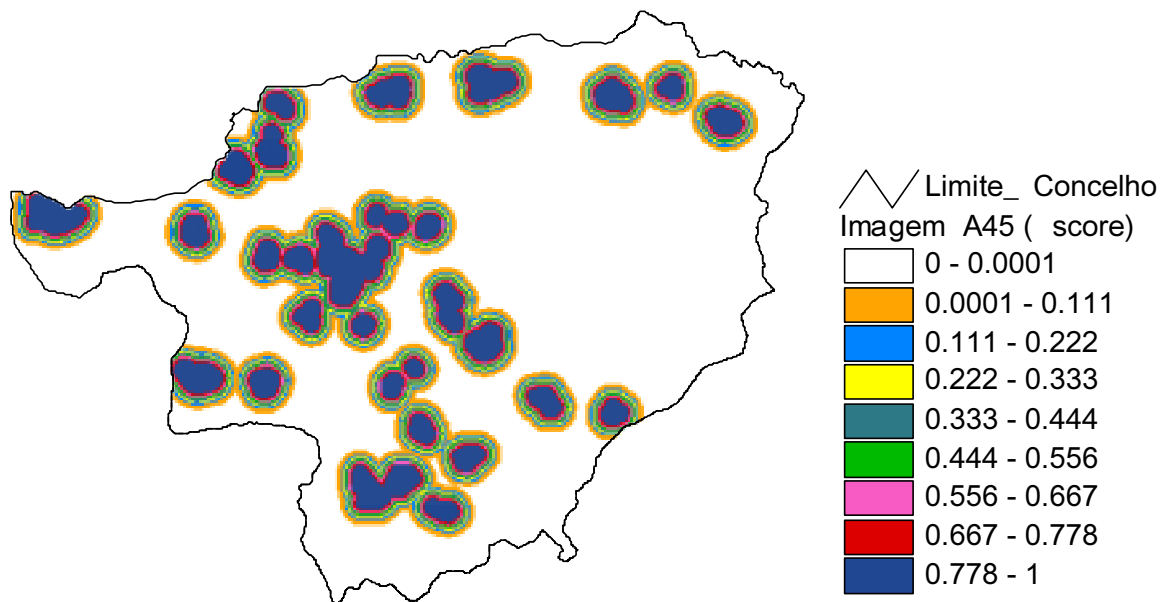 Limite_ Concelho
Imagem A45 ( score)
0 - 0.0001
0.0001 - 0.111
0.111 - 0.222
0.222 - 0.333
0.333 - 0.444
0.444 - 0.556
0.556 - 0.667
0.667 - 0.778
0.778 - 1